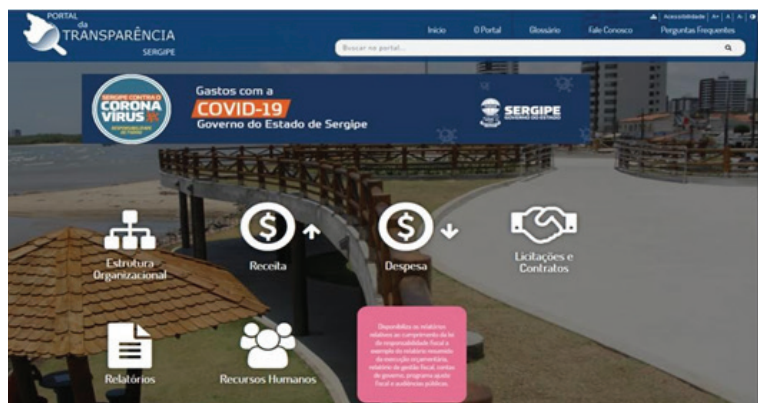 PORTAL
da
TRANSPARÊNCIA
SERGIPE
Acessibilidade | A+ | A | A-
Início O Portal Glossário Fale Conosco Perguntas Frequentes
Buscar no portal...
SERGIPE CONTRA O
CORONA
VÍRUS
Gastos com a
COVID-19
Governo do Estado de Sergipe
SERGIPE
GOVERNO DO ESTADO
Estrutura
Organizacional
Receita
Despesa
Licitações e
Contratos
Relatórios
Recursos Humanos
Disponibiliza os relatórios
relativos ao cumprimento da lei
de responsabilidade fiscal a
exemplo do relatório resumido
da execução orçamentária,
relatório de gestão fiscal, contas
de governo, programa ajuste
fiscal e audiências públicas.